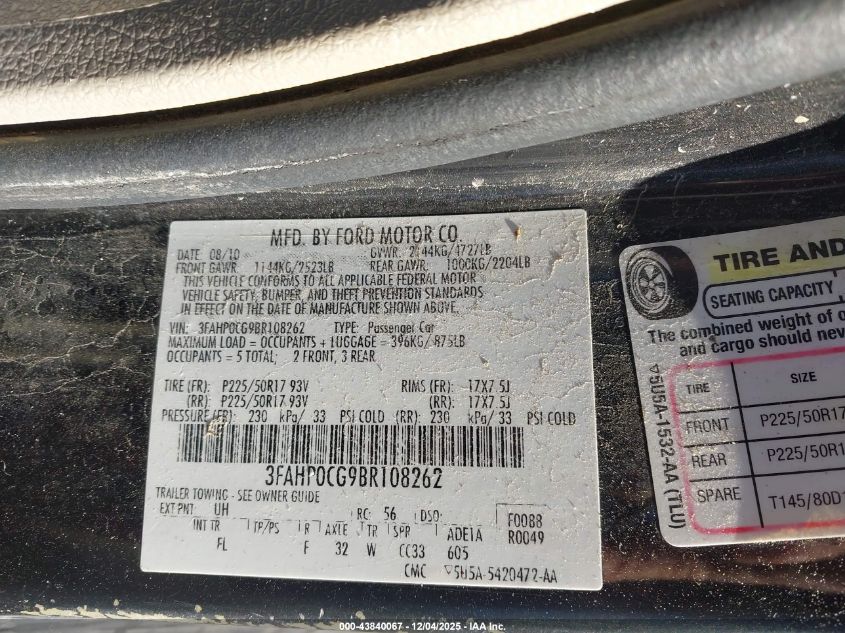 MFD. BY FORD MOTOR CO.
DATE 08/10 GVWR: 2144KG/4727LB
FRONT GAWR: 1144KG/2523LB REAR GAWR: 1000KG/2204LB
THIS VEHICLE CONFORMS TO ALL APPLICABLE FEDERAL MOTOR
VEHICLE SAFETY, BUMPER, AND THEFT PREVENTION STANDARDS
IN EFFECT ON THE DATE OF MANUFACTURE SHOWN ABOVE.
VIN: 3FAHP0CG9BR108262 TYPE: Passenger Car
MAXIMUM LOAD = OCCUPANTS + LUGGAGE = 396KG/875LB
OCCUPANTS = 5 TOTAL; 2 FRONT, 3 REAR
TIRE (FR): P225/50R17 93V RIMS (FR): 17X7.5J
(RR): P225/50R17 93V (RR): 17X7.5J
PRESSURE (FR): 230 kPa/ 33 PSI COLD (RR): 230 kPa/ 33 PSI COLD
3FAHP0CG9BR108262
TRAILER TOWING - SEE OWNER GUIDE
EXT PNT: UH RC: 56 DSO: F0088
INT TR TP/PS R AXLE TR SPR ADE1A R0049
FL F 32 W CC33 605
CMC ▽5U5A-5420472-AA
TIRE AND
SEATING CAPACITY
The combined weight of o
and cargo should neve
TIRE SIZE
FRONT P225/50R17
REAR P225/50R1
SPARE T145/80D1
▽5U5A-1532-AA (TLU)
000-43840067 - 12/04/2025 - IAA Inc.